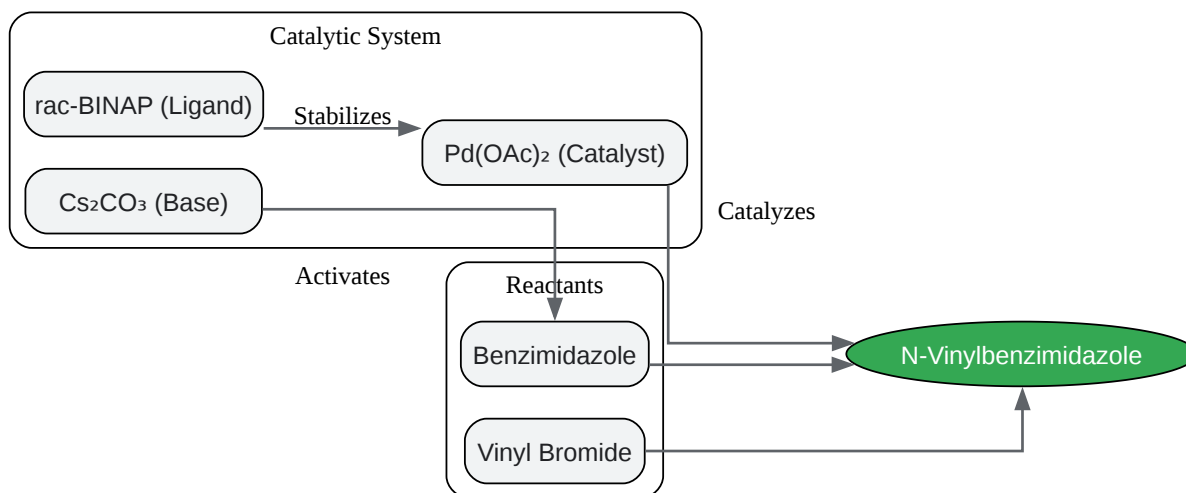 Catalytic System
rac-BINAP (Ligand)
Stabilizes
Pd(OAc)₂ (Catalyst)
Cs₂CO₃ (Base)
Catalyzes
Activates
Reactants
Benzimidazole
N-Vinylbenzimidazole
Vinyl Bromide